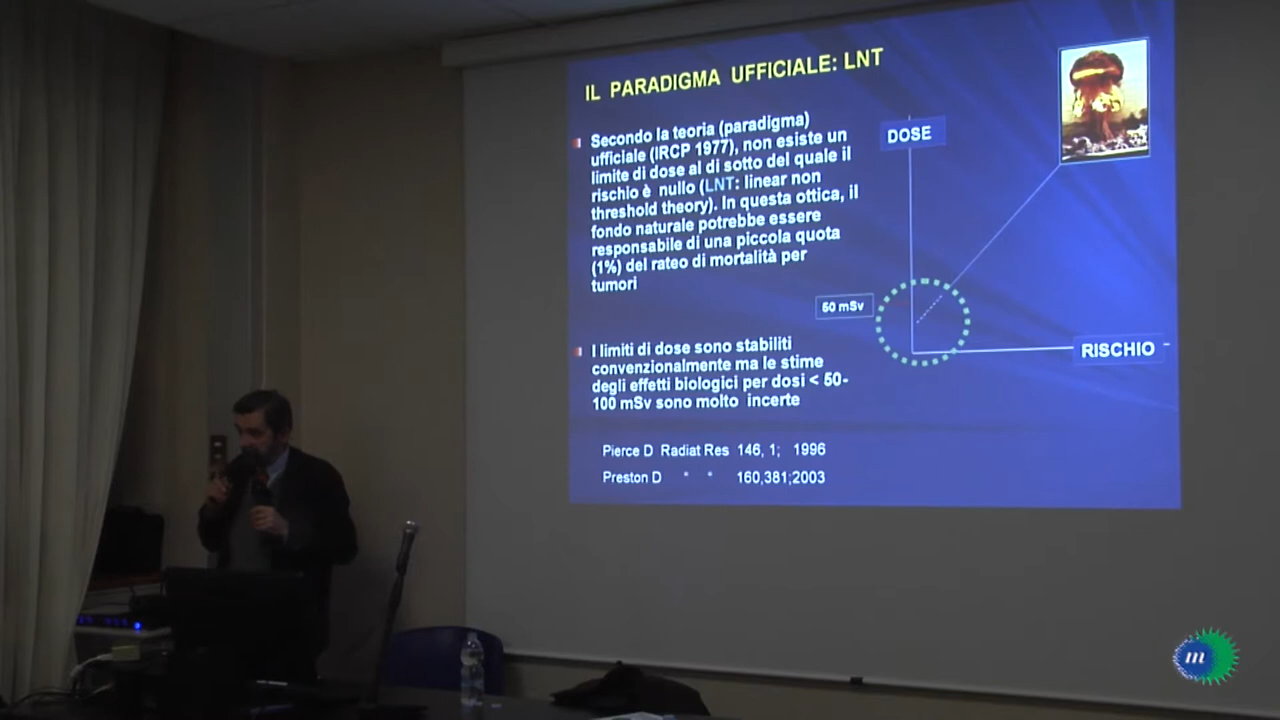 IL PARADIGMA UFFICIALE: LNT
Secondo la teoria (paradigma)
ufficiale (IRCP 1977), non esiste un
limite di dose al di sotto del quale il
rischio è nullo (LNT: linear non
threshold theory). In questa ottica, il
fondo naturale potrebbe essere
responsabile di una piccola quota
(1%) del rateo di mortalità per
tumori
I limiti di dose sono stabiliti
convenzionalmente ma le stime
degli effetti biologici per dosi < 50-
100 mSv sono molto incerte
Pierce D Radiat Res 146, 1; 1996
Preston D " " 160,381;2003
DOSE
50 mSv
RISCHIO
m